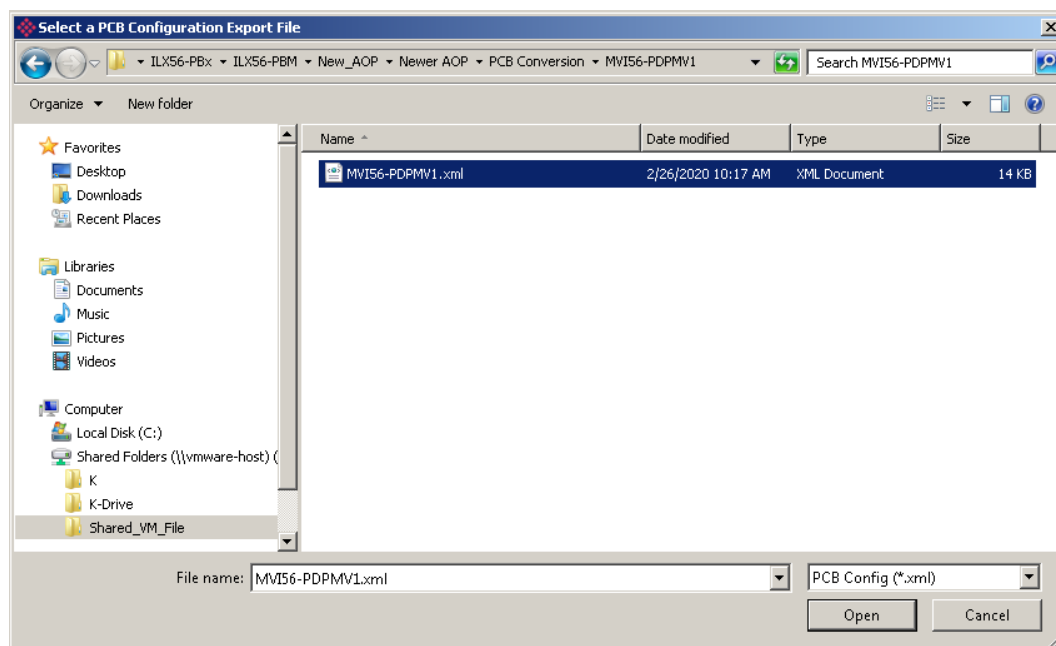 Select a PCB Configuration Export File
ILX56-PBx ILX56-PBM New_AOP Newer AOP PCB Conversion MVI56-PDPMV1 Search MVI56-PDPMV1
Organize New folder
Name Date modified Type Size
MVI56-PDPMV1.xml 2/26/2020 10:17 AM XML Document 14 KB
Favorites
Desktop
Downloads
Recent Places
Libraries
Documents
Music
Pictures
Videos
Computer
Local Disk (C:)
Shared Folders (\\vmware-host) (
K
K-Drive
Shared_VM_File
File name: MVI56-PDPMV1.xml PCB Config (*.xml)
Open Cancel